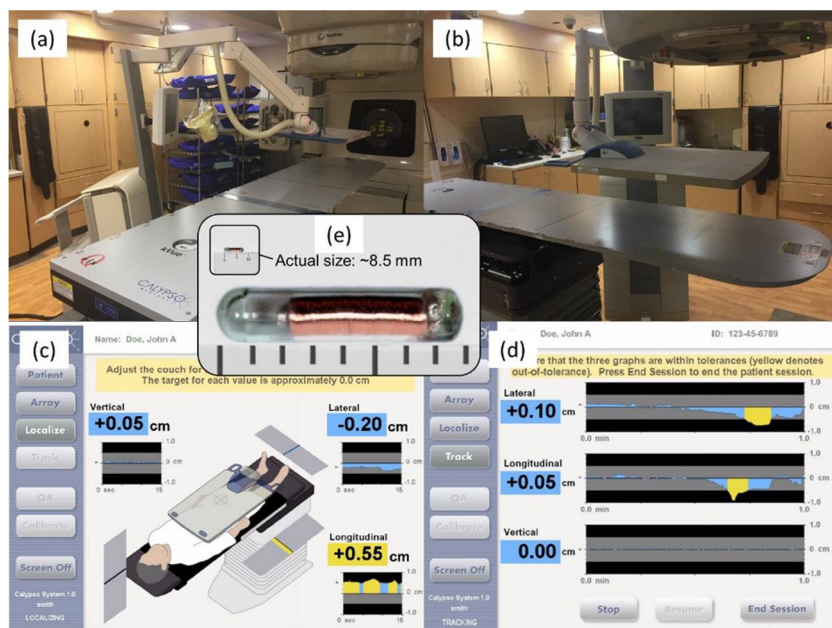 (a)
(b)
kVue
CALYPSO
(e)
Actual size: ~8.5 mm
(c)
Name: Doe, John A
Adjust the couch for
The target for each value is approximately 0.0 cm
Patient
Array
Localize
Track
QA
Calibrate
Screen Off
Calypso System 1.0
smith
LOCALIZING
Vertical
+0.05 cm
1.0
0 cm
-1.0
0 sec 15
Lateral
-0.20 cm
1.0
0 cm
-1.0
0 sec 15
Longitudinal
+0.55 cm
1.0
0 cm
-1.0
0 sec 15
(d)
Doe, John A
ID: 123-45-6789
re that the three graphs are within tolerances (yellow denotes
out-of-tolerance). Press End Session to end the patient session.
Array
Localize
Track
QA
Calibrate
Screen Off
Calypso System 1.0
smith
TRACKING
Lateral
+0.10 cm
1.0
0 cm
-1.0
0.0 min 1.0
Longitudinal
+0.05 cm
1.0
0 cm
-1.0
0.0 min 1.0
Vertical
0.00 cm
1.0
0 cm
-1.0
0.0 min 1.0
Stop
Resume
End Session